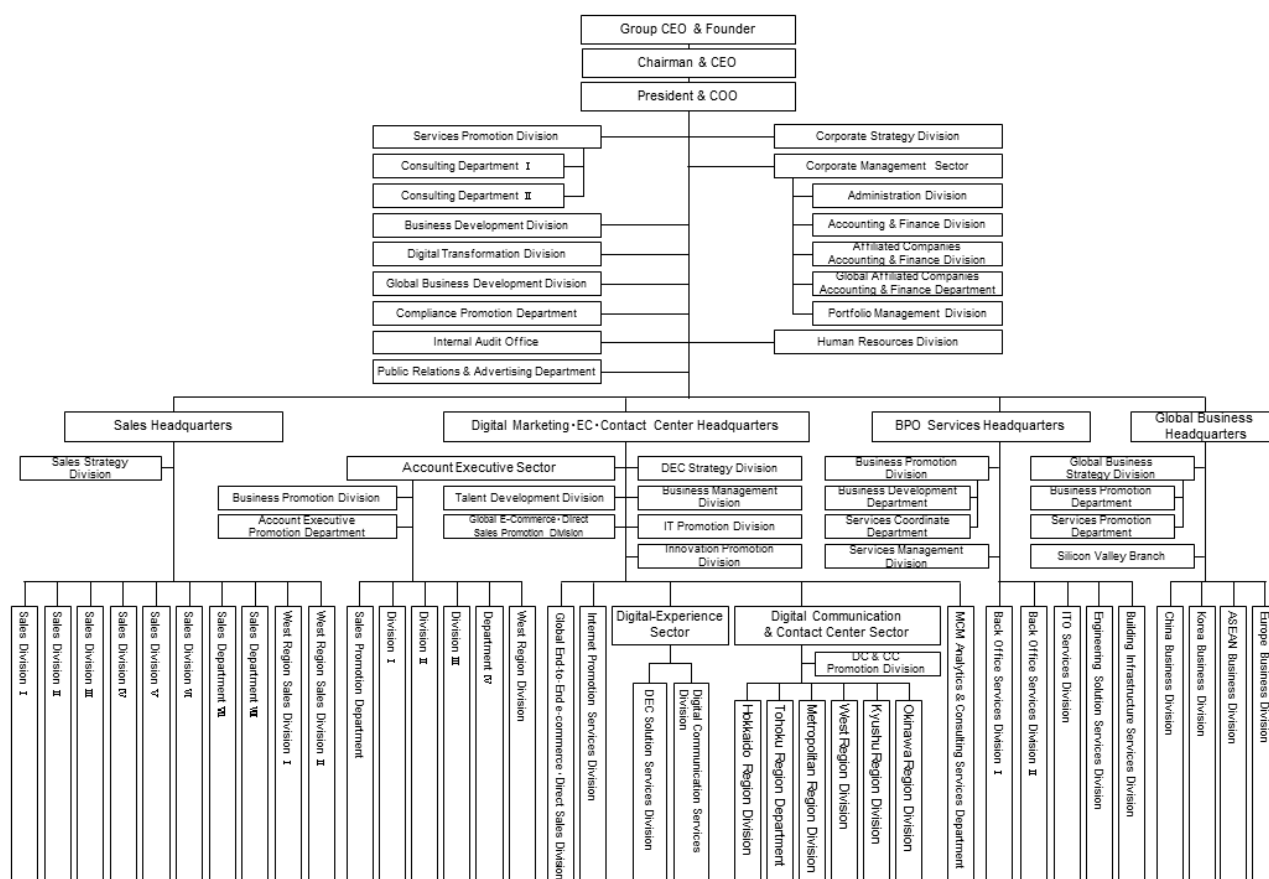 Group CEO & Founder
Chairman & CEO
President & COO
Services Promotion Division
Corporate Strategy Division
Consulting Department Ⅰ
Corporate Management Sector
Consulting Department Ⅱ
Administration Division
Business Development Division
Accounting & Finance Division
Digital Transformation Division
Affiliated Companies
Accounting & Finance Division
Global Business Development Division
Global Affiliated Companies
Accounting & Finance Department
Compliance Promotion Department
Portfolio Management Division
Internal Audit Office
Human Resources Division
Public Relations & Advertising Department
Sales Headquarters
Digital Marketing・EC・Contact Center Headquarters
BPO Services Headquarters
Global Business
Headquarters
Sales Strategy
Division
Account Executive Sector
DEC Strategy Division
Business Promotion
Division
Global Business
Strategy Division
Business Promotion Division
Talent Development Division
Business Management
Division
Business Development
Department
Business Promotion
Department
Account Executive
Promotion Department
Global E-Commerce・Direct
Sales Promotion Division
IT Promotion Division
Services Coordinate
Department
Services Promotion
Department
Innovation Promotion
Division
Services Management
Division
Silicon Valley Branch
Sales Division Ⅰ
Sales Division Ⅱ
Sales Division Ⅲ
Sales Division Ⅳ
Sales Division Ⅴ
Sales Division Ⅵ
Sales Department Ⅶ
Sales Department Ⅷ
West Region Sales Division Ⅰ
West Region Sales Division Ⅱ
Sales Promotion Department
Division Ⅰ
Division Ⅱ
Division Ⅲ
Department Ⅳ
West Region Division
Global End-to-End e-commerce・Direct Sales Division
Internet Promotion Services Division
Digital-Experience
Sector
DEC Solution Services Division
Digital Communication Services
Division
Digital Communication
& Contact Center Sector
DC & CC
Promotion Division
Hokkaido Region Division
Tohoku Region Department
Metropolitan Region Division
West Region Division
Kyushu Region Division
Okinawa Region Division
MCM Analytics & Consulting Services Department
Back Office Services Division Ⅰ
Back Office Services Division Ⅱ
ITO Services Division
Engineering Solution Services Division
Building Infrastructure Services Division
China Business Division
Korea Business Division
ASEAN Business Division
Europe Business Division